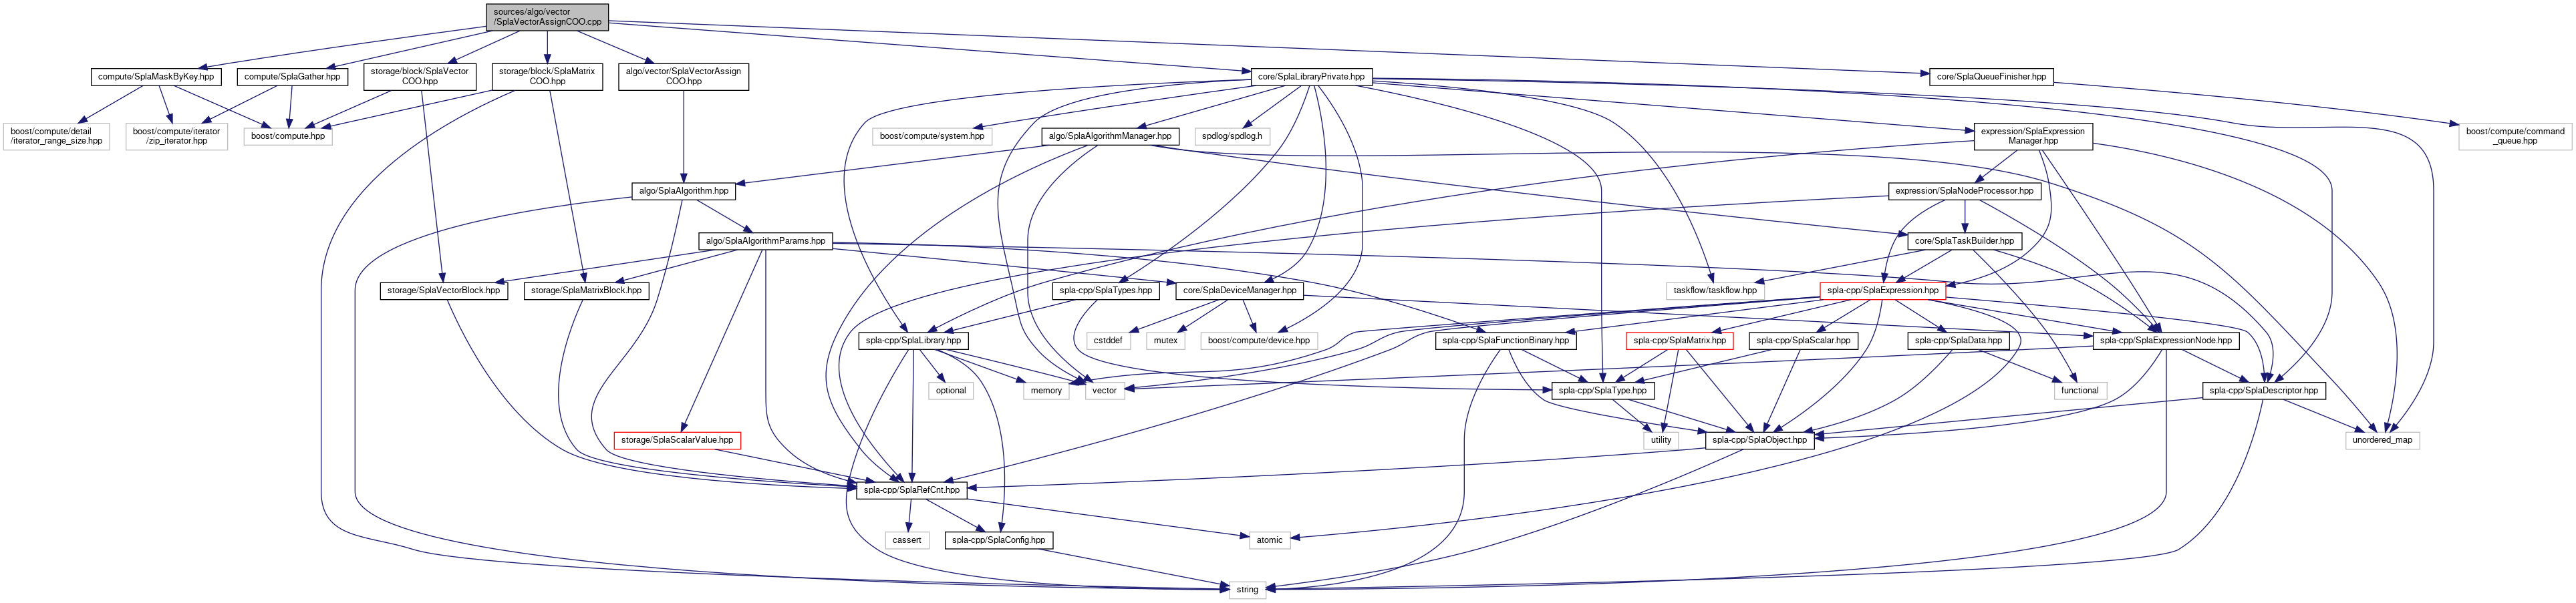 sources/algo/vector
/SplaVectorAssignCOO.cpp
compute/SplaMaskByKey.hpp
compute/SplaGather.hpp
storage/block/SplaVector
COO.hpp
storage/block/SplaMatrix
COO.hpp
algo/vector/SplaVectorAssign
COO.hpp
core/SplaLibraryPrivate.hpp
core/SplaQueueFinisher.hpp
boost/compute/detail
/iterator_range_size.hpp
boost/compute/iterator
/zip_iterator.hpp
boost/compute.hpp
boost/compute/system.hpp
algo/SplaAlgorithmManager.hpp
spdlog/spdlog.h
expression/SplaExpression
Manager.hpp
boost/compute/command
_queue.hpp
algo/SplaAlgorithm.hpp
expression/SplaNodeProcessor.hpp
algo/SplaAlgorithmParams.hpp
core/SplaTaskBuilder.hpp
storage/SplaVectorBlock.hpp
storage/SplaMatrixBlock.hpp
spla-cpp/SplaTypes.hpp
core/SplaDeviceManager.hpp
taskflow/taskflow.hpp
spla-cpp/SplaExpression.hpp
spla-cpp/SplaLibrary.hpp
cstddef
mutex
boost/compute/device.hpp
spla-cpp/SplaFunctionBinary.hpp
spla-cpp/SplaMatrix.hpp
spla-cpp/SplaScalar.hpp
spla-cpp/SplaData.hpp
spla-cpp/SplaExpressionNode.hpp
optional
memory
vector
spla-cpp/SplaType.hpp
functional
spla-cpp/SplaDescriptor.hpp
storage/SplaScalarValue.hpp
utility
spla-cpp/SplaObject.hpp
unordered_map
spla-cpp/SplaRefCnt.hpp
cassert
spla-cpp/SplaConfig.hpp
atomic
string